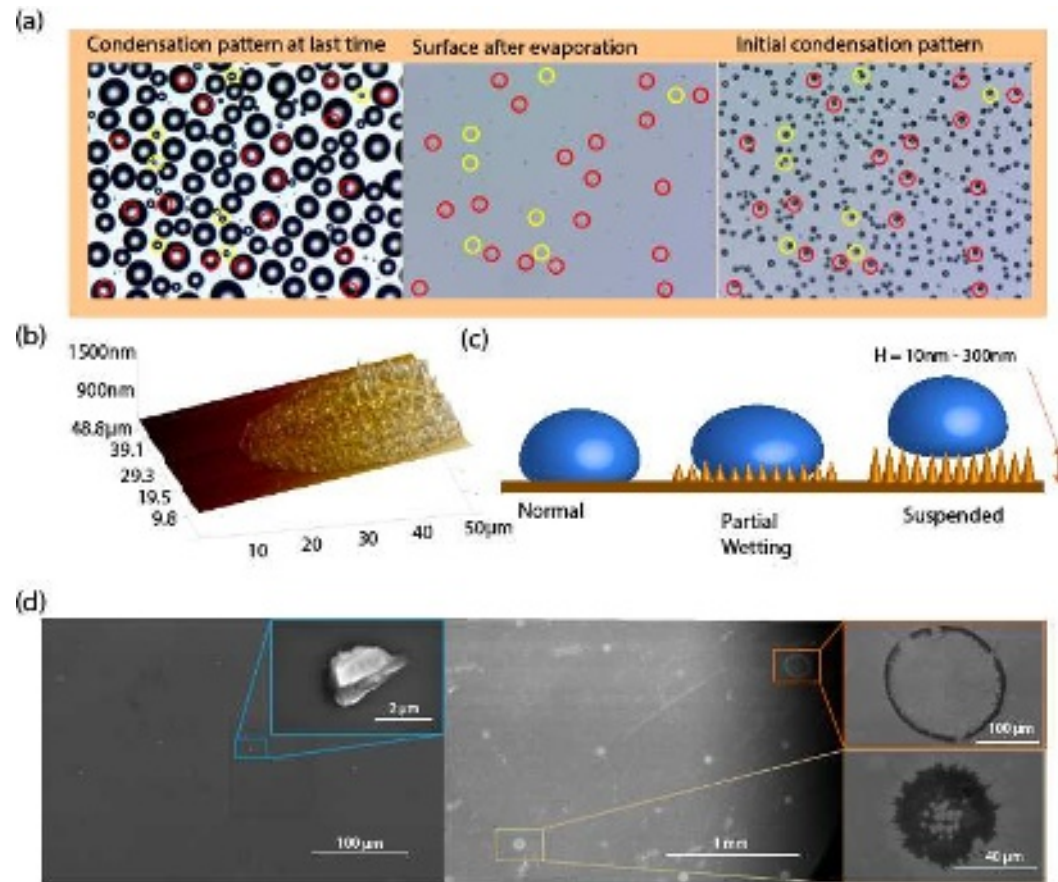 (a)
Condensation pattern at last time
Surface after evaporation
Initial condensation pattern
(b)
1500nm
900nm
48.8µm
39.1
29.3
19.5
9.8
10
20
30
40
50µm
(c)
H = 10nm - 300nm
Normal
Partial
Wetting
Suspended
(d)
2 µm
100 µm
1 mm
100 µm
40 µm